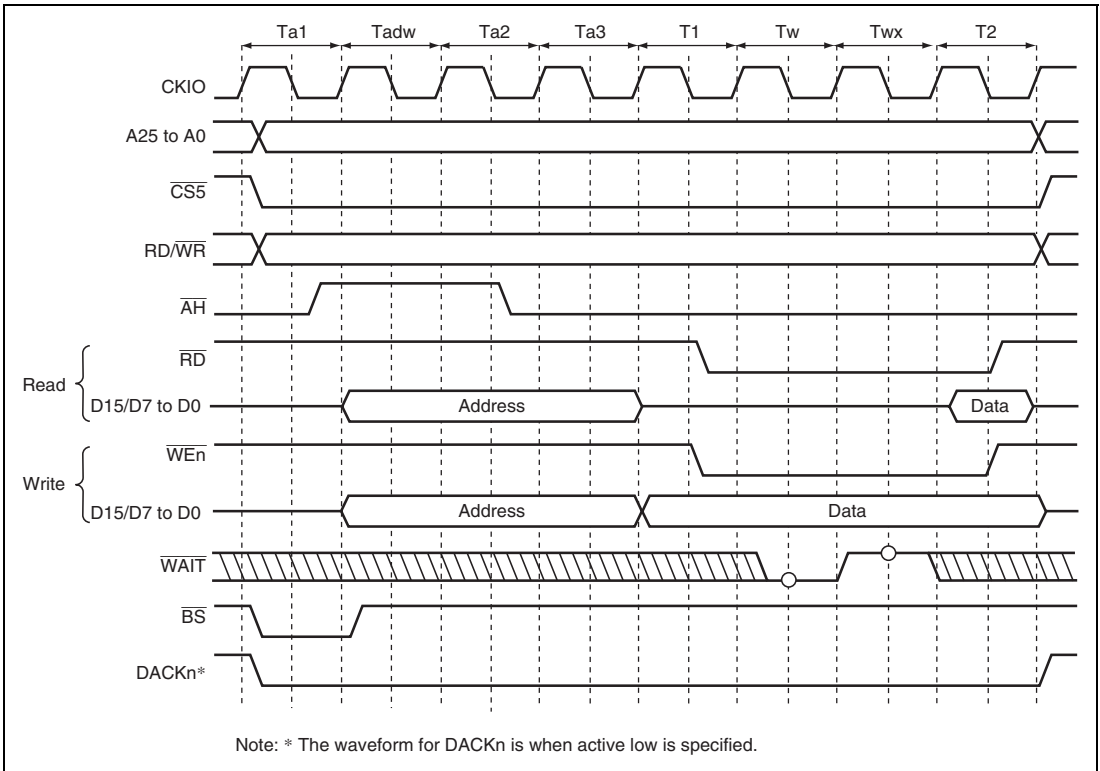 Ta1 Tadw Ta2 Ta3 T1 Tw Twx T2
CKIO
A25 to A0
CS5
RD/WR
AH
Read
RD
D15/D7 to D0
Address
Data
Write
WEn
D15/D7 to D0
Address
Data
WAIT
BS
DACKn*
Note: * The waveform for DACKn is when active low is specified.